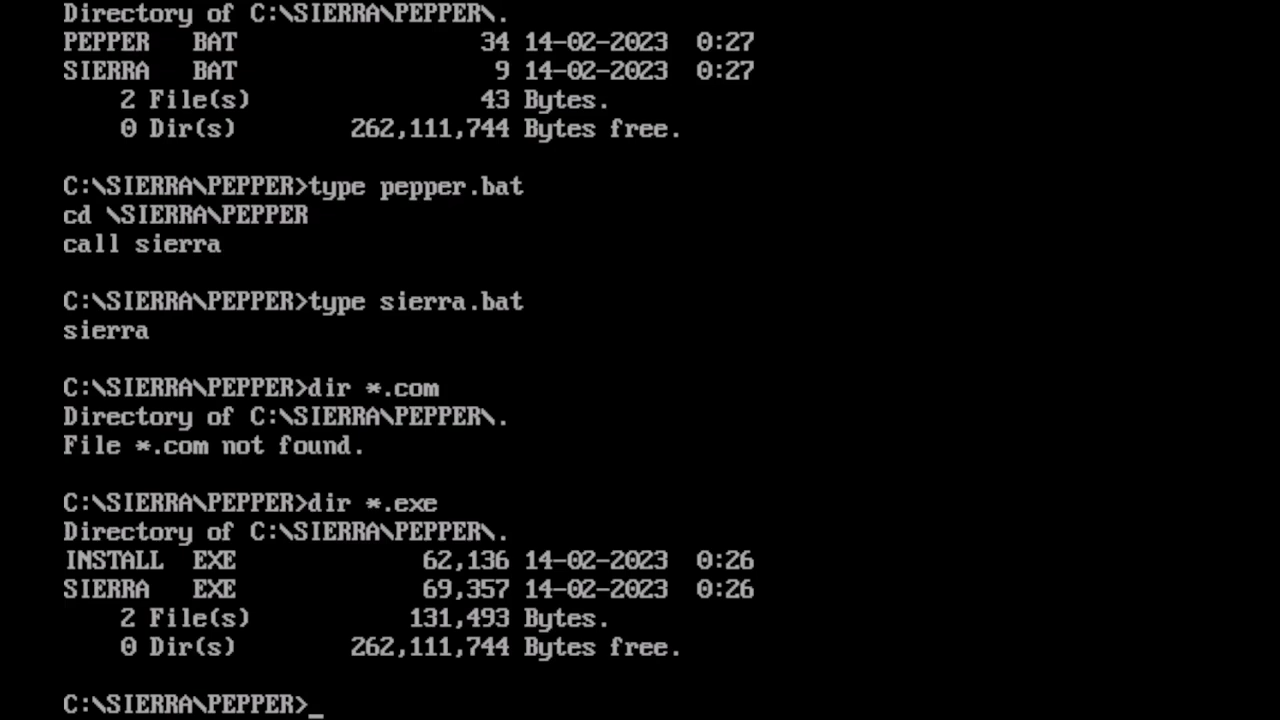 Directory of C:\SIERRA\PEPPER\.
PEPPER   BAT                 34 14-02-2023  0:27
SIERRA   BAT                  9 14-02-2023  0:27
    2 File(s)                43 Bytes.
    0 Dir(s)        262,111,744 Bytes free.

C:\SIERRA\PEPPER>type pepper.bat
cd \SIERRA\PEPPER
call sierra

C:\SIERRA\PEPPER>type sierra.bat
sierra

C:\SIERRA\PEPPER>dir *.com
Directory of C:\SIERRA\PEPPER\.
File *.com not found.

C:\SIERRA\PEPPER>dir *.exe
Directory of C:\SIERRA\PEPPER\.
INSTALL  EXE             62,136 14-02-2023  0:26
SIERRA   EXE             69,357 14-02-2023  0:26
    2 File(s)           131,493 Bytes.
    0 Dir(s)        262,111,744 Bytes free.

C:\SIERRA\PEPPER>_